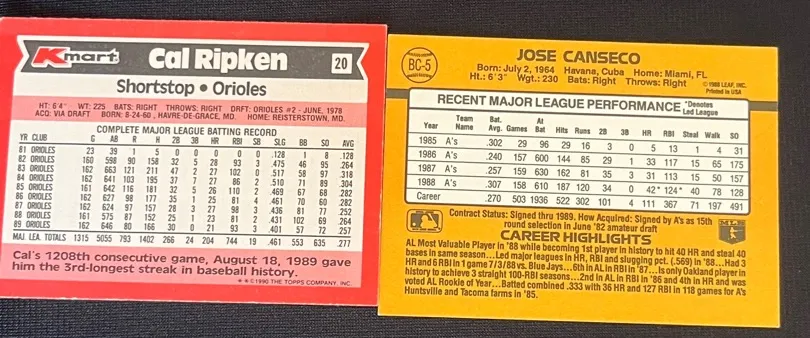 Kmart
Cal Ripken
20
Shortstop • Orioles
HT: 6'4" WT: 225 BATS: RIGHT THROWS: RIGHT DRFT: ORIOLES #2 - JUNE, 1978
ACQ: VIA DRAFT BORN: 8-24-60, HAVRE-DE-GRACE, MD. HOME: REISTERSTOWN, MD.
COMPLETE MAJOR LEAGUE BATTING RECORD
YR CLUB G AB R H 2B 3B HR RBI SB SLG BB SO AVG
81 ORIOLES 23 39 1 5 0 0 0 0 0 .128 1 8 .128
82 ORIOLES 160 598 90 158 32 5 28 93 3 .475 46 95 .264
83 ORIOLES 162 663 121 211 47 2 27 102 0 .517 58 97 .318
84 ORIOLES 162 641 103 195 37 7 27 86 2 .510 71 89 .304
85 ORIOLES 161 642 116 181 32 5 26 110 2 .469 67 68 .282
86 ORIOLES 162 627 98 177 35 1 25 81 4 .461 70 60 .282
87 ORIOLES 162 624 97 157 28 3 27 98 3 .436 81 77 .252
88 ORIOLES 161 575 87 152 25 1 23 81 2 .431 102 69 .264
89 ORIOLES 162 646 80 166 30 0 21 93 3 .401 57 72 .257
MAJ. LEA. TOTALS 1315 5055 793 1402 266 24 204 744 19 .461 553 635 .277
Cal's 1208th consecutive game, August 18, 1989 gave
him the 3rd-longest streak in baseball history.
* * ©1990 THE TOPPS COMPANY, INC.
BC-5
JOSE CANSECO
Born: July 2, 1964 Havana, Cuba Home: Miami, FL
Ht.: 6'3" Wgt.: 230 Bats: Right Throws: Right
© 1988 LEAF, INC.
Printed in USA
RECENT MAJOR LEAGUE PERFORMANCE *Denotes
Led League
Year Team Name Bat. Avg. Games At Bat Hits Runs 2B 3B HR RBI Steal Walk SO
1985 A's .302 29 96 29 16 3 0 5 13 1 4 31
1986 A's .240 157 600 144 85 29 1 33 117 15 65 175
1987 A's .257 159 630 162 81 35 3 31 113 15 50 157
1988 A's .307 158 610 187 120 34 0 42* 124* 40 78 128
Career .270 503 1936 522 302 101 4 111 367 71 197 491
Contract Status: Signed thru 1989. How Acquired: Signed by A's as 15th
round selection in June '82 amateur draft
CAREER HIGHLIGHTS
AL Most Valuable Player in '88 while becoming 1st player in history to hit 40 HR and steal 40
bases in same season...Led majors leagues in HR, RBI and slugging pct. (.569) in '88...Had 3
HR and 6 RBI in 1 game 7/3/88 vs. Blue Jays...6th in AL in RBI in '87...Is only Oakland player in
history to achieve 3 straight 100-RBI seasons...2nd in AL in RBI in '86 and 4th in HR and was
voted AL Rookie of Year...Batted combined .333 with 36 HR and 127 RBI in 118 games for A's
Huntsville and Tacoma farms in '85.